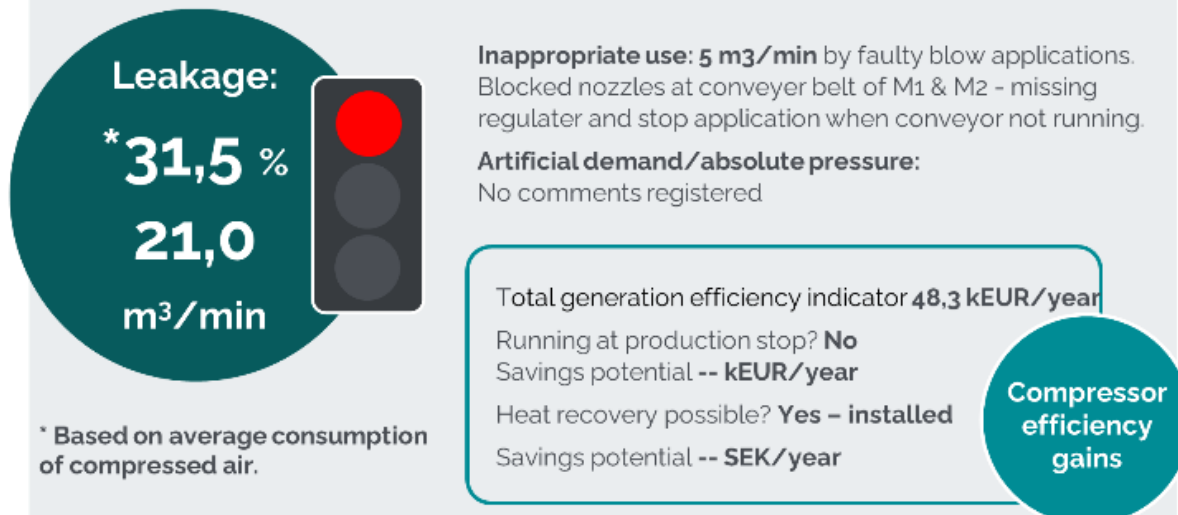 Leakage:
*31,5 %
21,0
m³/min
* Based on average consumption
of compressed air.
Inappropriate use: 5 m3/min by faulty blow applications.
Blocked nozzles at conveyer belt of M1 & M2 - missing
regulater and stop application when conveyor not running.
Artificial demand/absolute pressure:
No comments registered
Total generation efficiency indicator 48,3 kEUR/year
Running at production stop? No
Savings potential -- kEUR/year
Heat recovery possible? Yes – installed
Savings potential -- SEK/year
Compressor
efficiency
gains